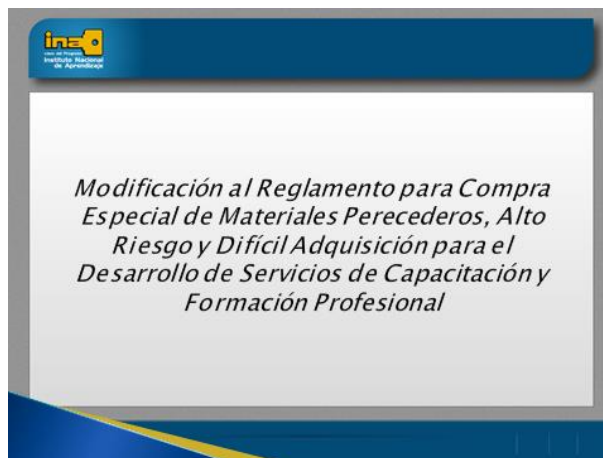 ina
Instituto Nacional
de Aprendizaje
Modificación al Reglamento para Compra
Especial de Materiales Perecederos, Alto
Riesgo y Difícil Adquisición para el
Desarrollo de Servicios de Capacitación y
Formación Profesional